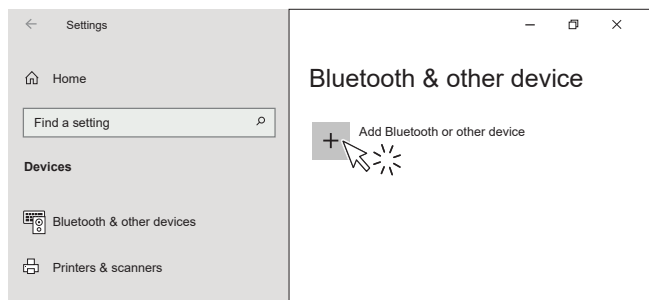 Settings
Home
Find a setting
Devices
Bluetooth & other devices
Printers & scanners
Bluetooth & other device
Add Bluetooth or other device